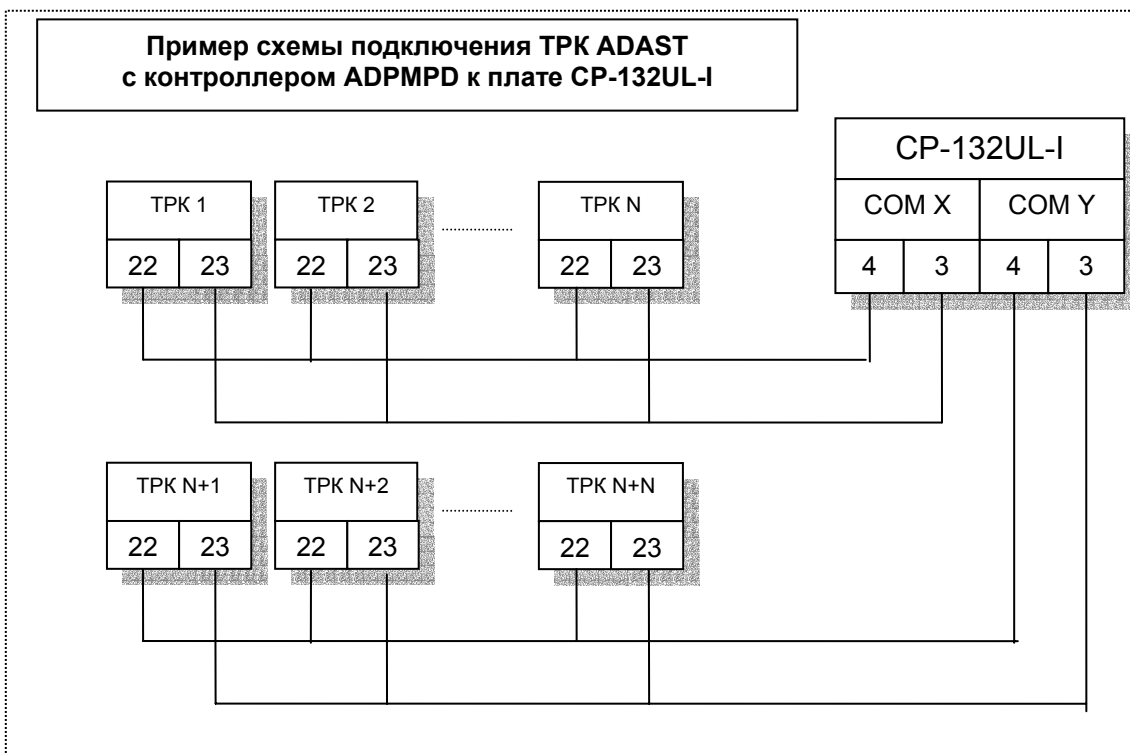 Пример схемы подключения ТРК ADAST
с контроллером ADPMPD к плате CP-132UL-I
CP-132UL-I
COM X COM Y
4 3 4 3
ТРК 1 ТРК 2 ТРК N
22 23 22 23 22 23
ТРК N+1 ТРК N+2 ТРК N+N
22 23 22 23 22 23